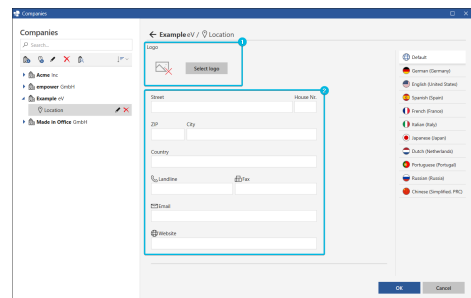 Companies
Companies
Search...
Acme Inc
empower GmbH
Example eV
Location
Made in Office GmbH
Example eV / Location
Logo
1
Select logo
2
Street House Nr.
ZIP City
Country
Landline Fax
Email
Website
Default
German (Germany)
English (United States)
Spanish (Spain)
French (France)
Italian (Italy)
Japanese (Japan)
Dutch (Netherlands)
Portuguese (Portugal)
Russian (Russia)
Chinese (Simplified, PRC)
OK Cancel